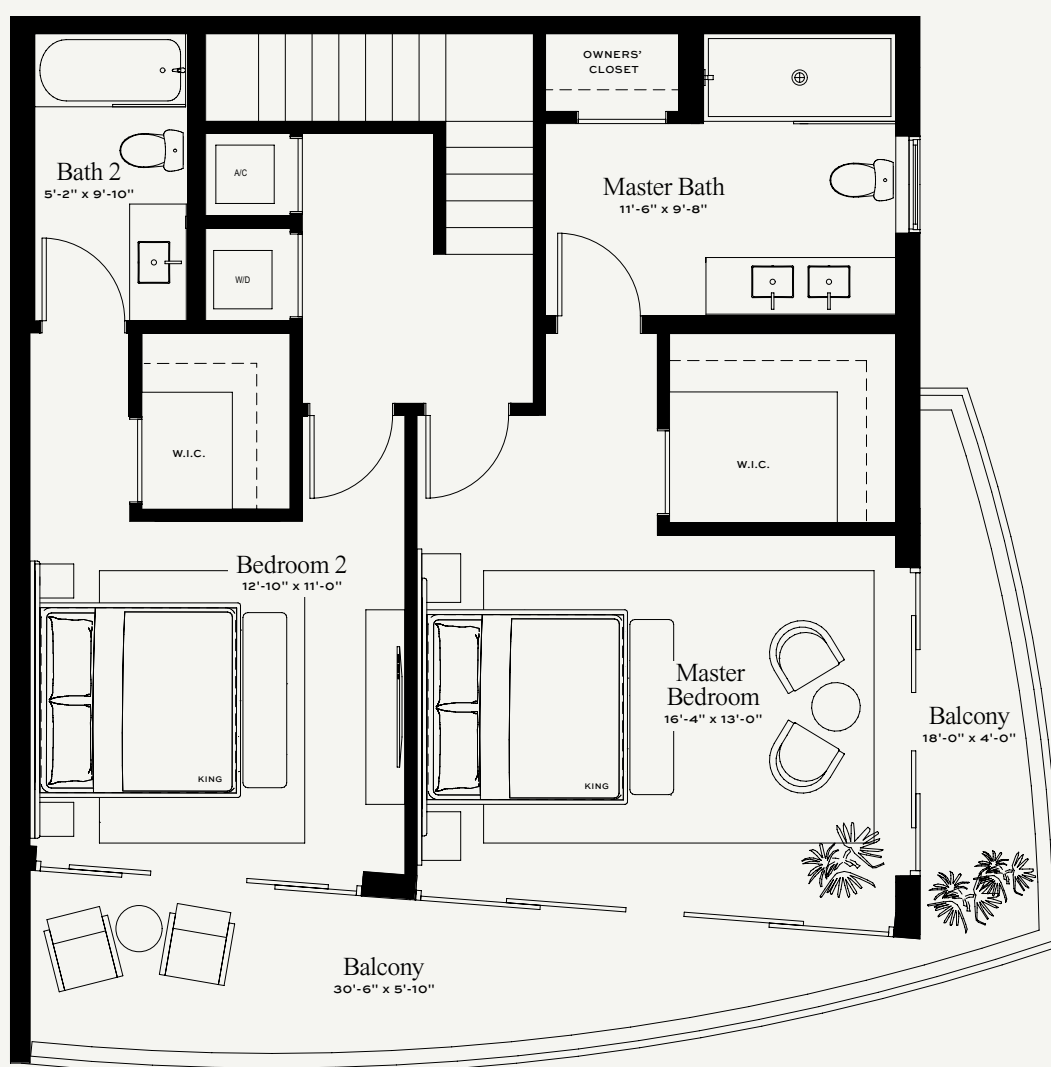 OWNERS'
CLOSET
Bath 2
5'-2" x 9'-10"
A/C
Master Bath
11'-6" x 9'-8"
W/D
W.I.C.
W.I.C.
Bedroom 2
12'-10" x 11'-0"
Master
Bedroom
16'-4" x 13'-0"
Balcony
18'-0" x 4'-0"
KING
KING
Balcony
30'-6" x 5'-10"